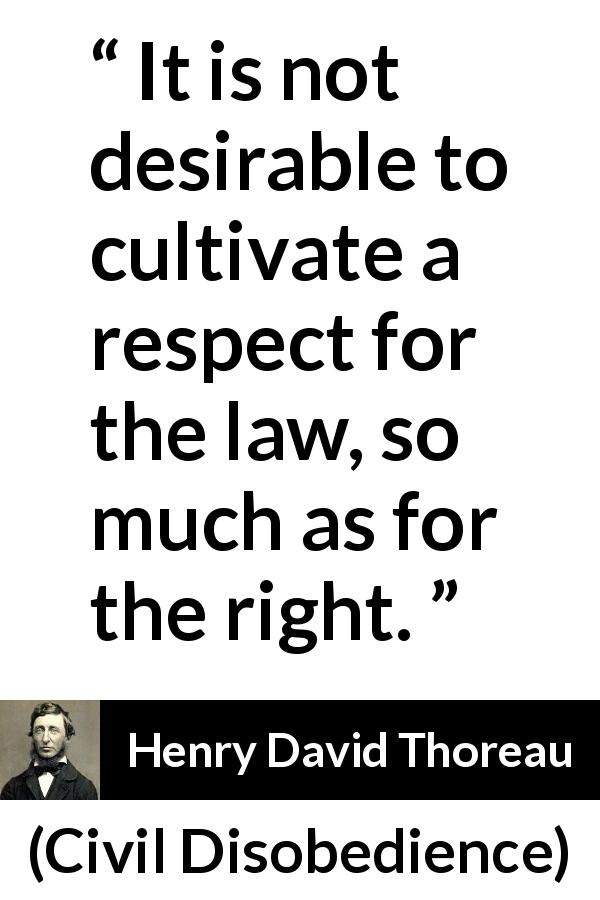 “ It is not
desirable to
cultivate a
respect for
the law, so
much as for
the right. ”
Henry David Thoreau
(Civil Disobedience)